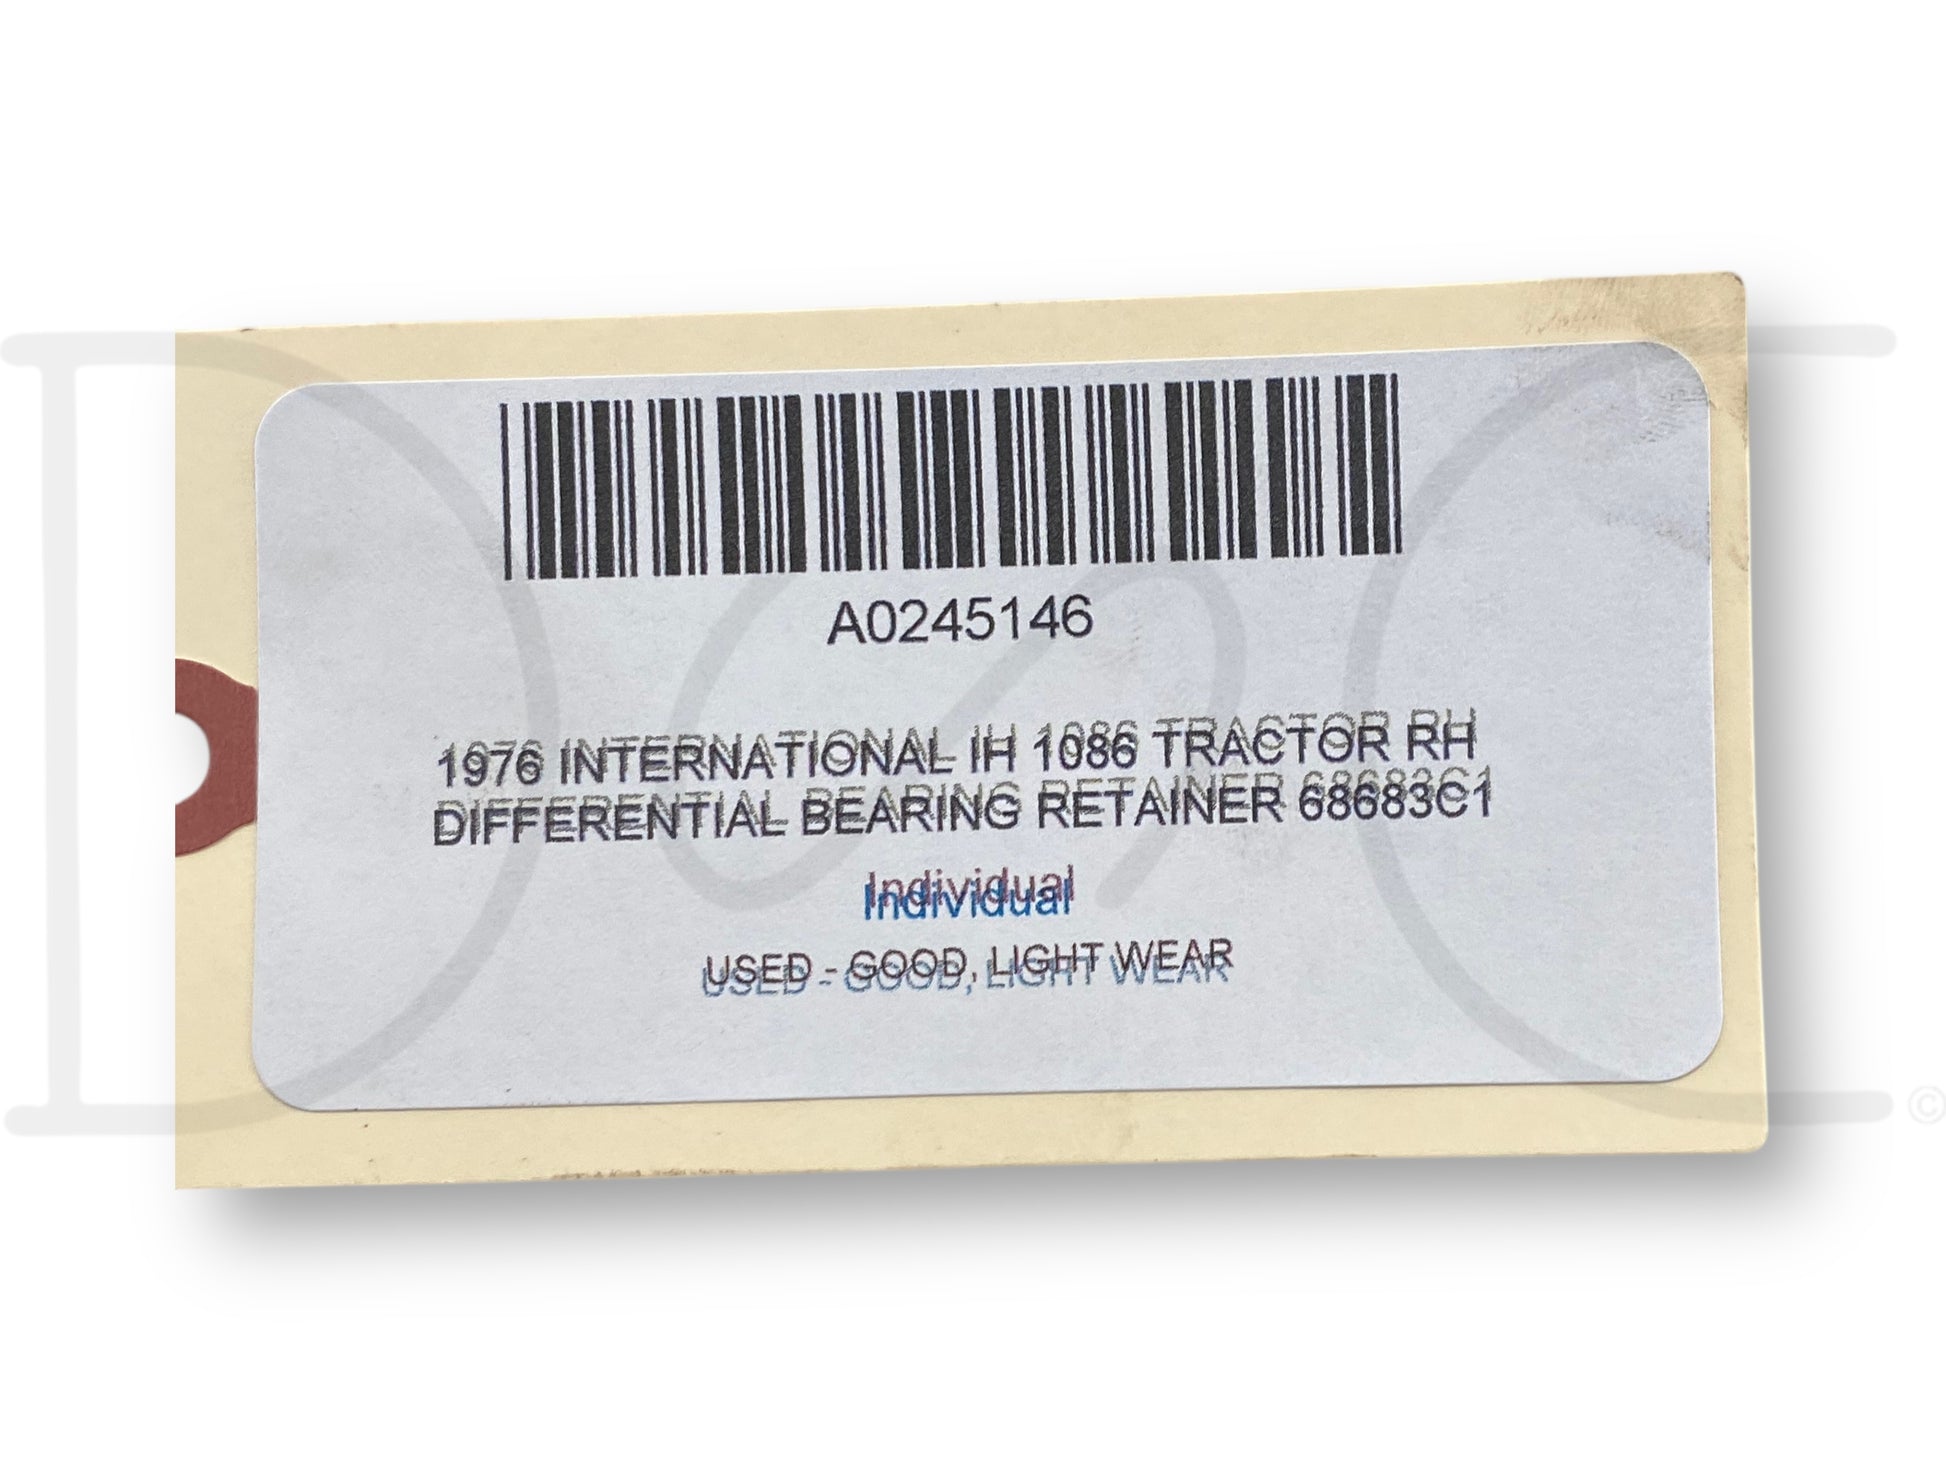 A0245146
1976 INTERNATIONAL IH 1086 TRACTOR RH
DIFFERENTIAL BEARING RETAINER 68683C1
Individual
USED - GOOD, LIGHT WEAR
©